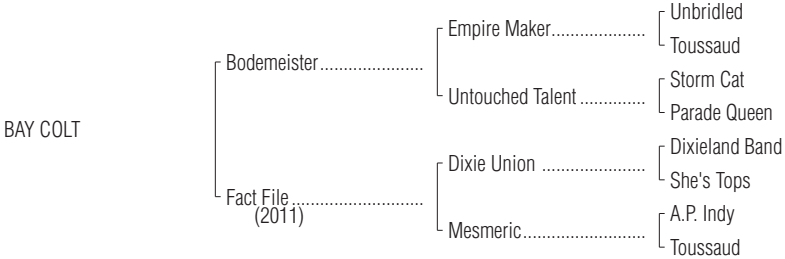 Unbridled
Empire Maker....................
Toussaud
Bodemeister......................
Storm Cat
Untouched Talent ..............
Parade Queen
BAY COLT
Dixieland Band
Dixie Union ......................
She's Tops
Fact File............................
(2011)
A.P. Indy
Mesmeric..........................
Toussaud